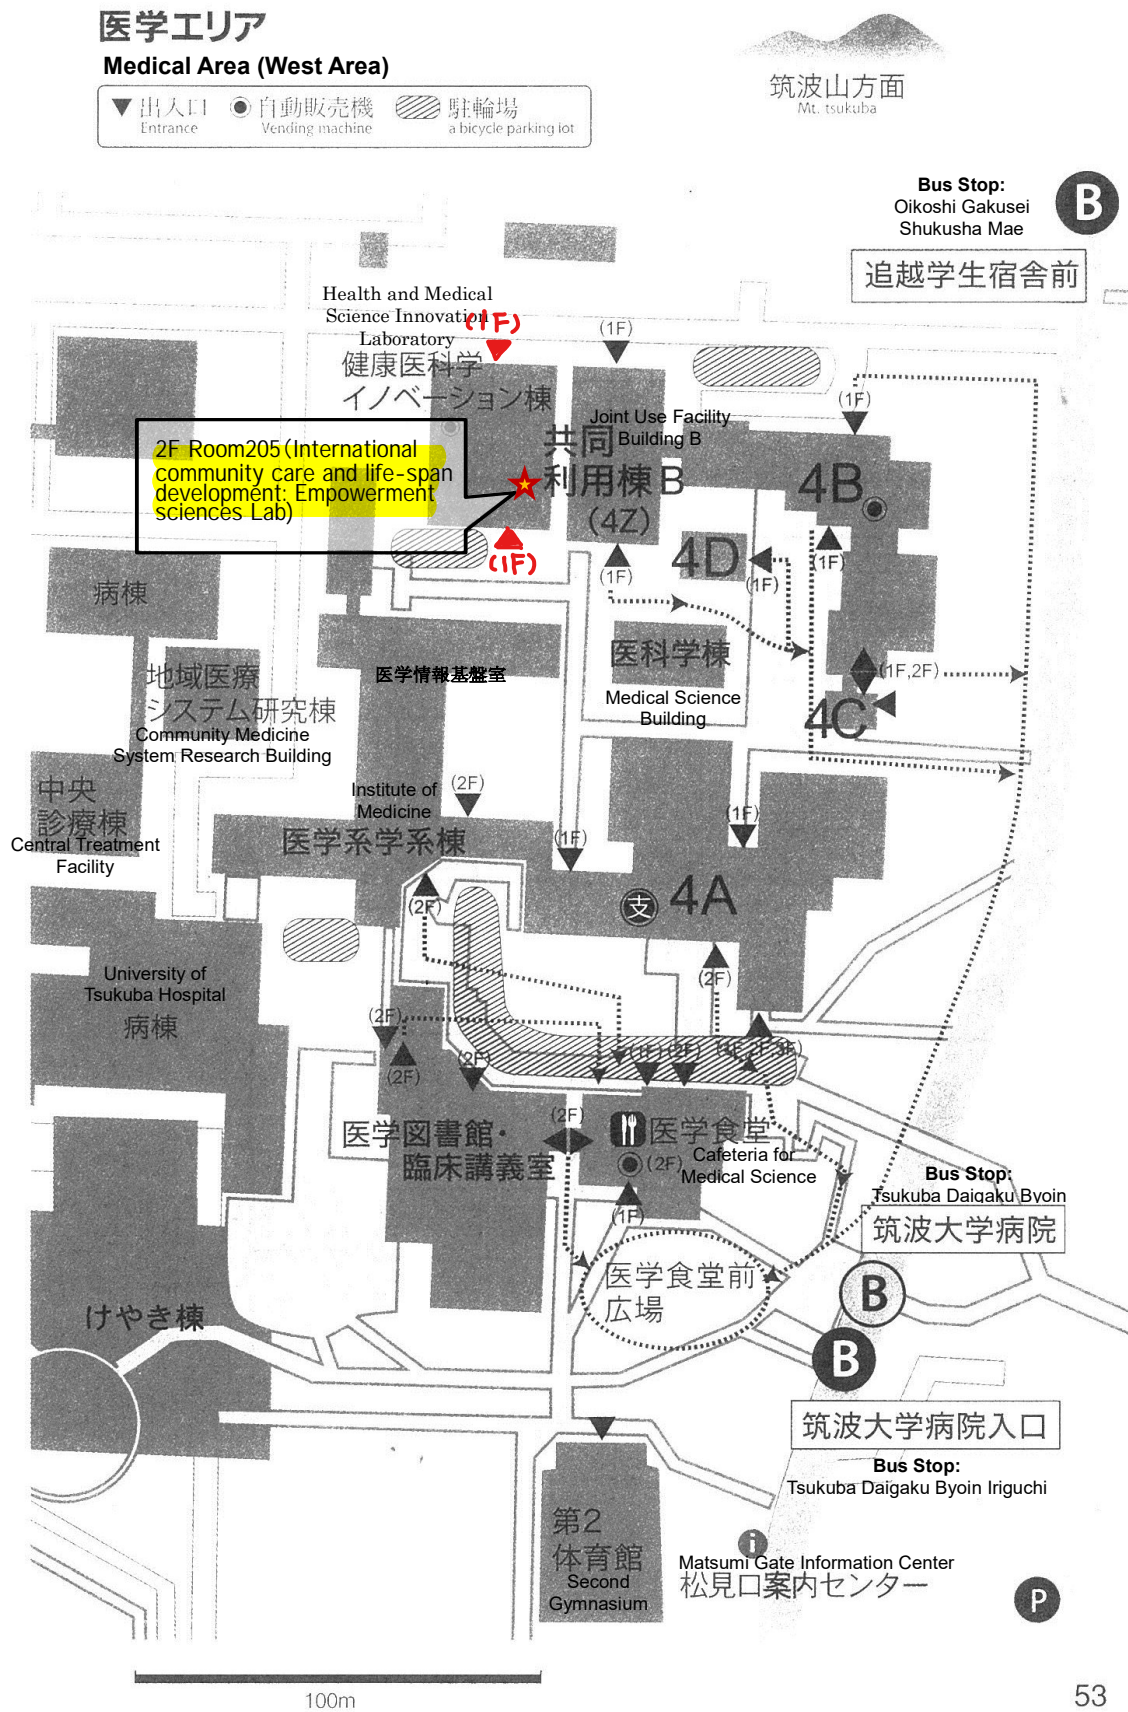 医学エリア
Medical Area (West Area)
出入口
Entrance
自動販売機
Vending machine
駐輪場
a bicycle parking lot
筑波山方面
Mt. tsukuba
Bus Stop:
Oikoshi Gakusei
Shukusha Mae
B
追越学生宿舎前
Health and Medical
Science Innovation
Laboratory
(1F)
健康医科学
イノベーション棟
(1F)
(1F)
2F Room205(International
community care and life-span
development: Empowerment
sciences Lab)
Joint Use Facility
Building B
共同
利用棟B
(4Z)
4B
(1F)
(1F)
4D
(1F)
(1F)
病棟
医科学棟
Medical Science
Building
(1F,2F)
4C
医学情報基盤室
地域医療
システム研究棟
Community Medicine
System Research Building
中央
診療棟
Central Treatment
Facility
Institute of
Medicine
医学系学系棟
(2F)
(1F)
(1F)
支
4A
(2F)
(2F)
University of
Tsukuba Hospital
病棟
(2F)
(2F)
(2F)
(1F)
(2F)
(1F,2F,3F)
医学図書館・
臨床講義室
(2F)
医学食堂
(2F)
Cafeteria for
Medical Science
(1F)
Bus Stop:
Tsukuba Daigaku Byoin
筑波大学病院
B
医学食堂前
広場
けやき棟
B
筑波大学病院入口
Bus Stop:
Tsukuba Daigaku Byoin Iriguchi
第2
体育館
Second
Gymnasium
i
Matsumi Gate Information Center
松見口案内センター
P
100m
53